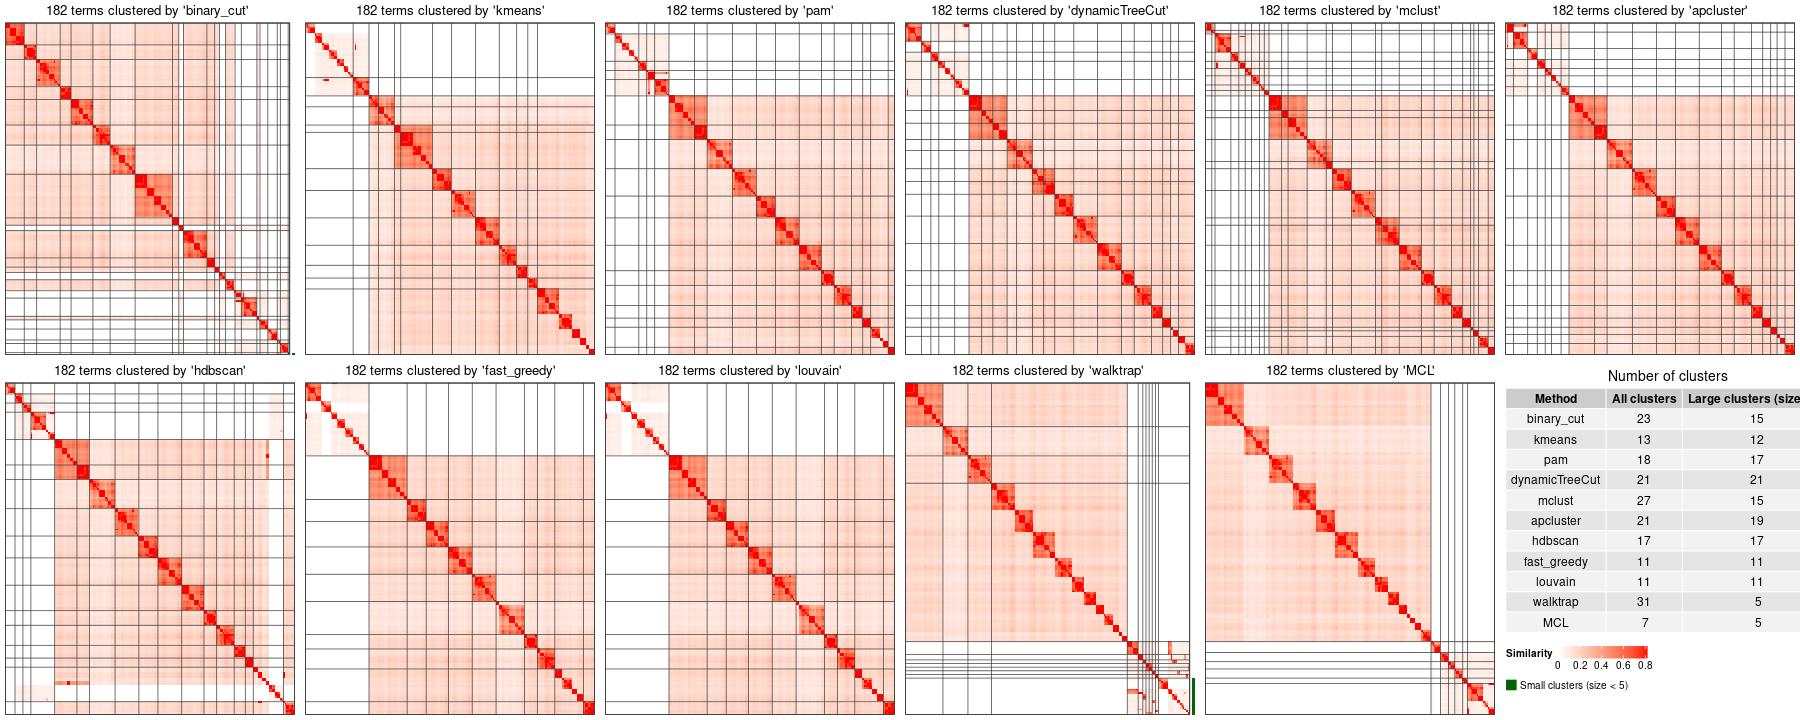 182 terms clustered by 'binary_cut'
182 terms clustered by 'kmeans'
182 terms clustered by 'pam'
182 terms clustered by 'dynamicTreeCut'
182 terms clustered by 'mclust'
182 terms clustered by 'apcluster'
182 terms clustered by 'hdbscan'
182 terms clustered by 'fast_greedy'
182 terms clustered by 'louvain'
182 terms clustered by 'walktrap'
182 terms clustered by 'MCL'
Number of clusters
Method All clusters Large clusters (size
binary_cut 23 15
kmeans 13 12
pam 18 17
dynamicTreeCut 21 21
mclust 27 15
apcluster 21 19
hdbscan 17 17
fast_greedy 11 11
louvain 11 11
walktrap 31 5
MCL 7 5
Similarity
0 0.2 0.4 0.6 0.8
Small clusters (size < 5)